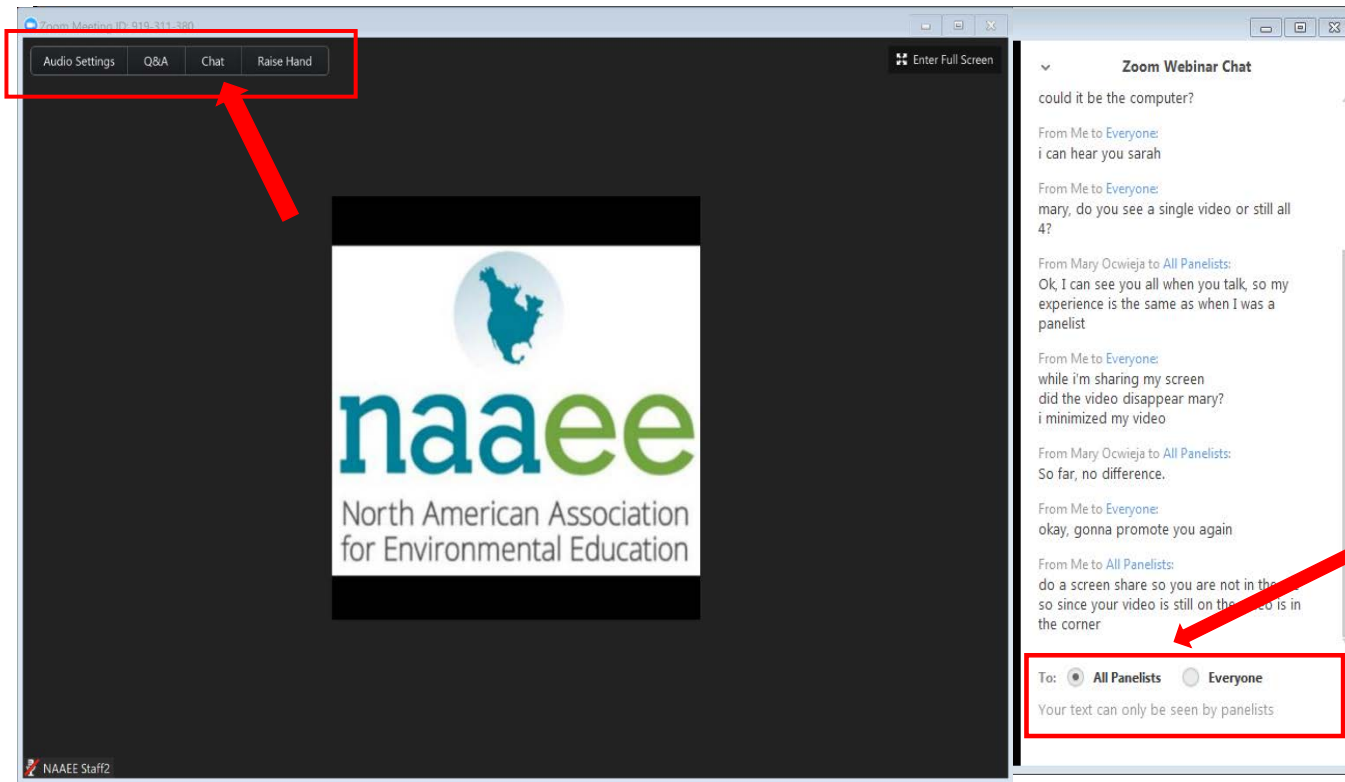 Zoom Meeting ID: 919-311-380
Audio Settings Q&A Chat Raise Hand
Enter Full Screen
naaee
North American Association
for Environmental Education
NAAEE Staff2
Zoom Webinar Chat
could it be the computer?
From Me to Everyone:
i can hear you sarah
From Me to Everyone:
mary, do you see a single video or still all
4?
From Mary Ocwieja to All Panelists:
Ok, I can see you all when you talk, so my
experience is the same as when I was a
panelist
From Me to Everyone:
while i'm sharing my screen
did the video disappear mary?
i minimized my video
From Mary Ocwieja to All Panelists:
So far, no difference.
From Me to Everyone:
okay, gonna promote you again
From Me to All Panelists:
do a screen share so you are not in the
so since your video is still on the is in
the corner
To: All Panelists Everyone
Your text can only be seen by panelists